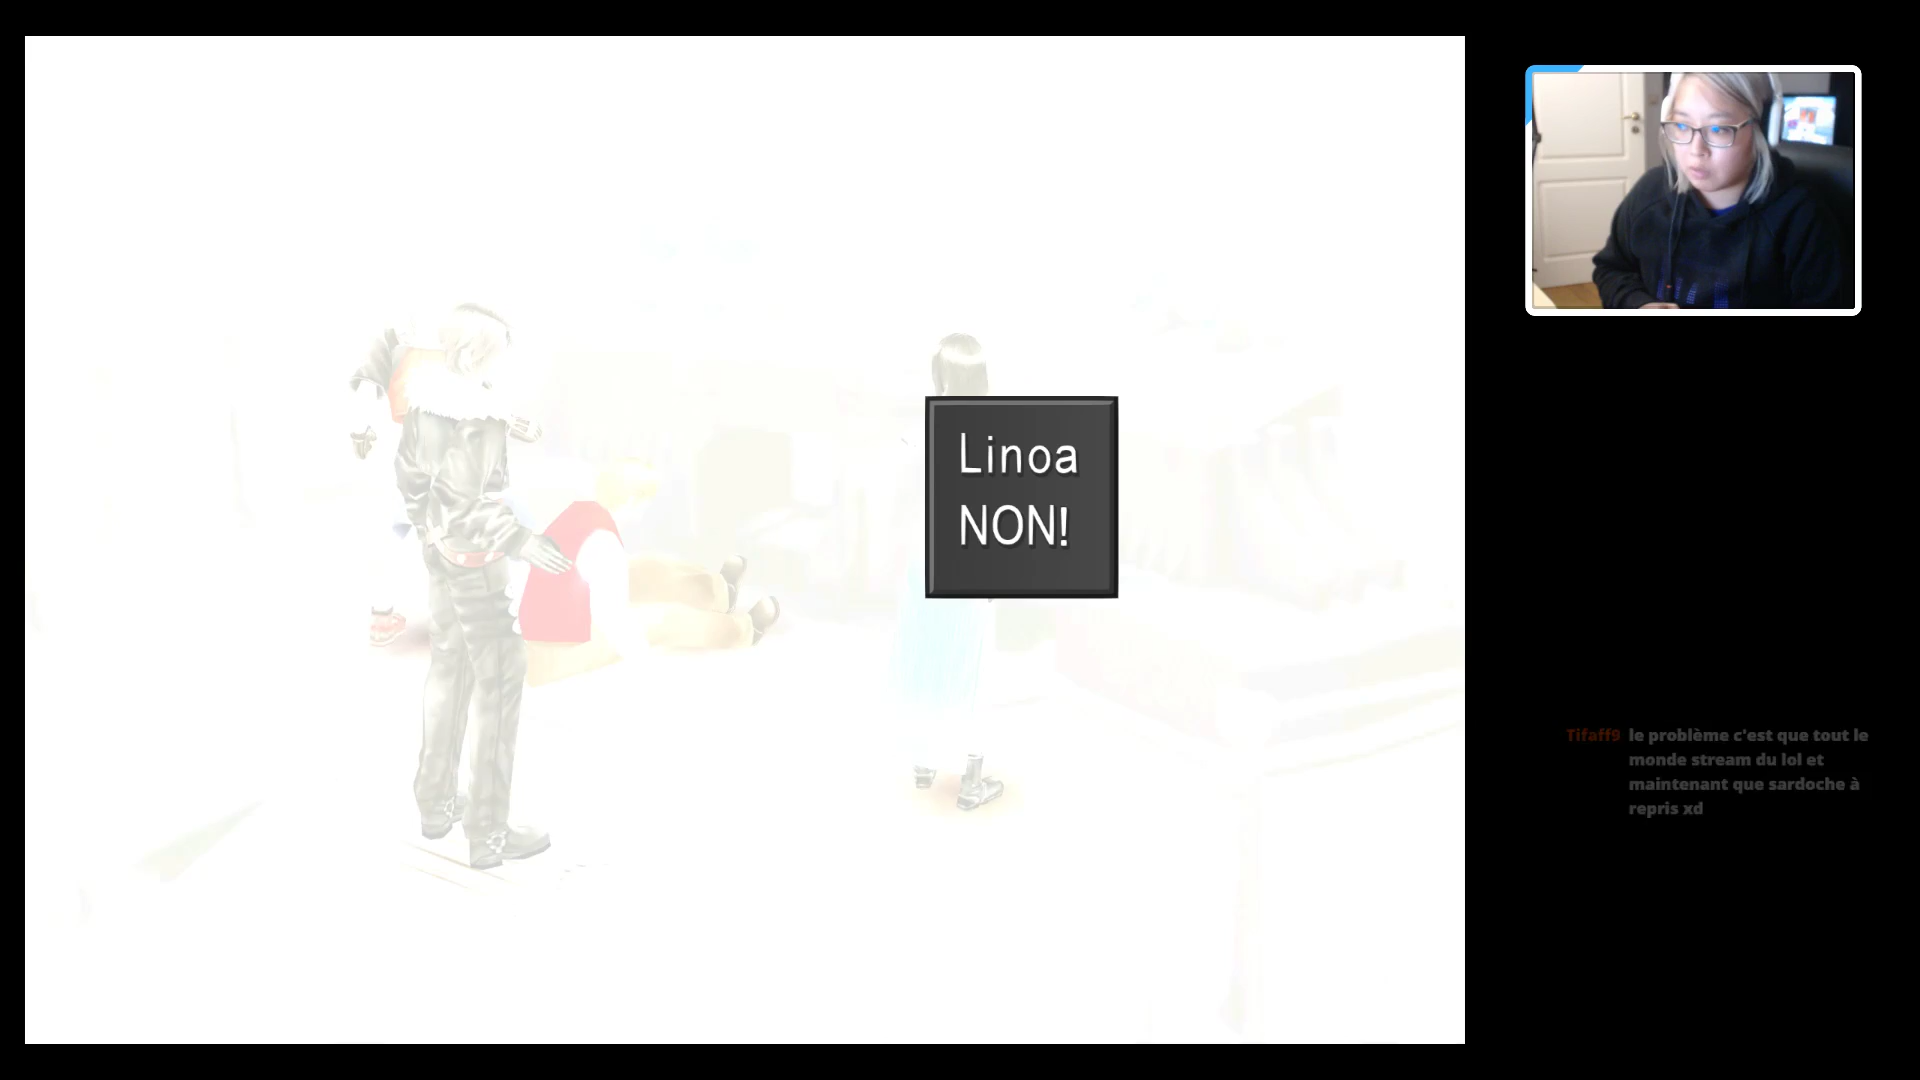 Linoa
NON!
Tifaff9 le problème c'est que tout le
monde stream du lol et
maintenant que sardoche à
repris xd